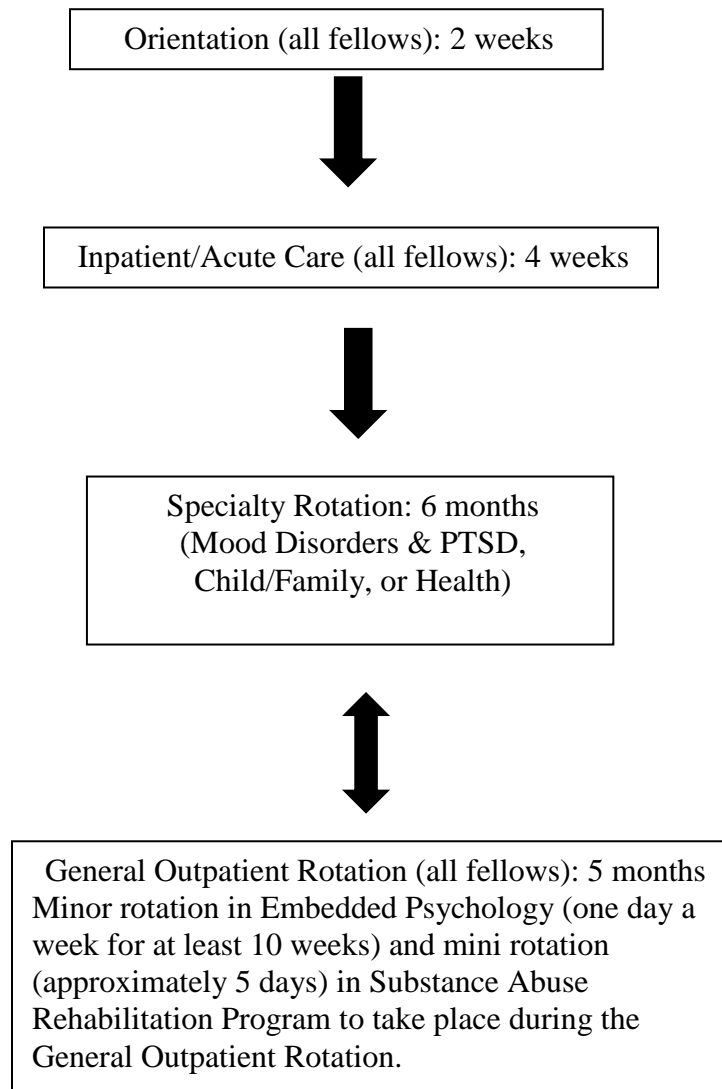 Orientation (all fellows): 2 weeks
Inpatient/Acute Care (all fellows): 4 weeks
Specialty Rotation: 6 months
(Mood Disorders & PTSD,
Child/Family, or Health)
General Outpatient Rotation (all fellows): 5 months
Minor rotation in Embedded Psychology (one day a
week for at least 10 weeks) and mini rotation
(approximately 5 days) in Substance Abuse
Rehabilitation Program to take place during the
General Outpatient Rotation.